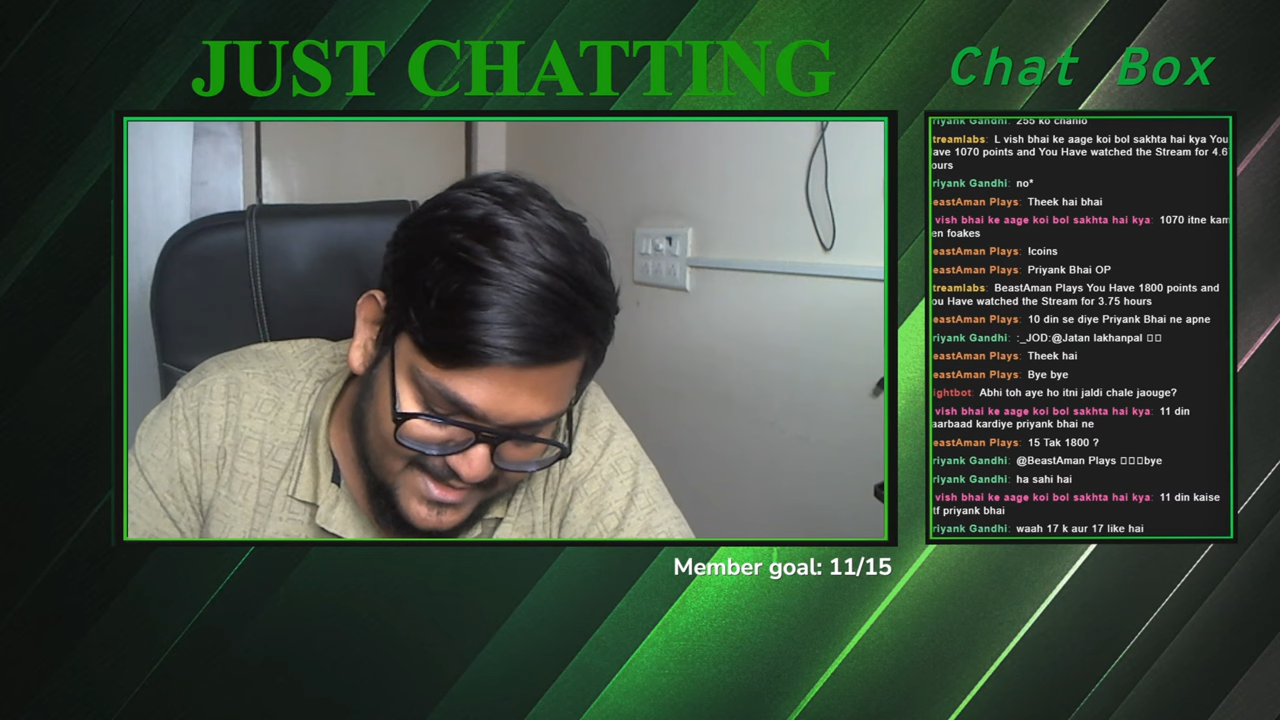 JUST CHATTING
Chat Box
riyank Gandhi: 255 ko chahio
treamlabs: L vish bhai ke aage koi bol sakhta hai kya You
ave 1070 points and You Have watched the Stream for 4.6
ours
riyank Gandhi: no*
eastAman Plays: Theek hai bhai
vish bhai ke aage koi bol sakhta hai kya: 1070 itne kam
en foakes
eastAman Plays: !coins
eastAman Plays: Priyank Bhai OP
treamlabs: BeastAman Plays You Have 1800 points and
ou Have watched the Stream for 3.75 hours
eastAman Plays: 10 din se diye Priyank Bhai ne apne
riyank Gandhi: :_JOD:@Jatan lakhanpal
eastAman Plays: Theek hai
eastAman Plays: Bye bye
ightbot: Abhi toh aye ho itni jaldi chale jaouge?
vish bhai ke aage koi bol sakhta hai kya: 11 din
aarbaad kardiye priyank bhai ne
eastAman Plays: 15 Tak 1800 ?
riyank Gandhi: @BeastAman Plays bye
riyank Gandhi: ha sahi hai
vish bhai ke aage koi bol sakhta hai kya: 11 din kaise
tf priyank bhai
riyank Gandhi: waah 17 k aur 17 like hai
Member goal: 11/15